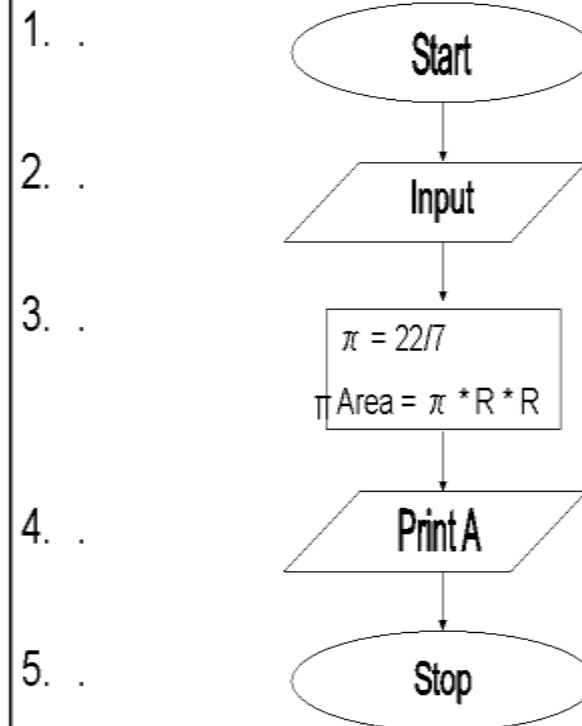 1. .
Start
2. .
Input
3. .
π = 22/7
π Area = π * R * R
4. .
Print A
5. .
Stop